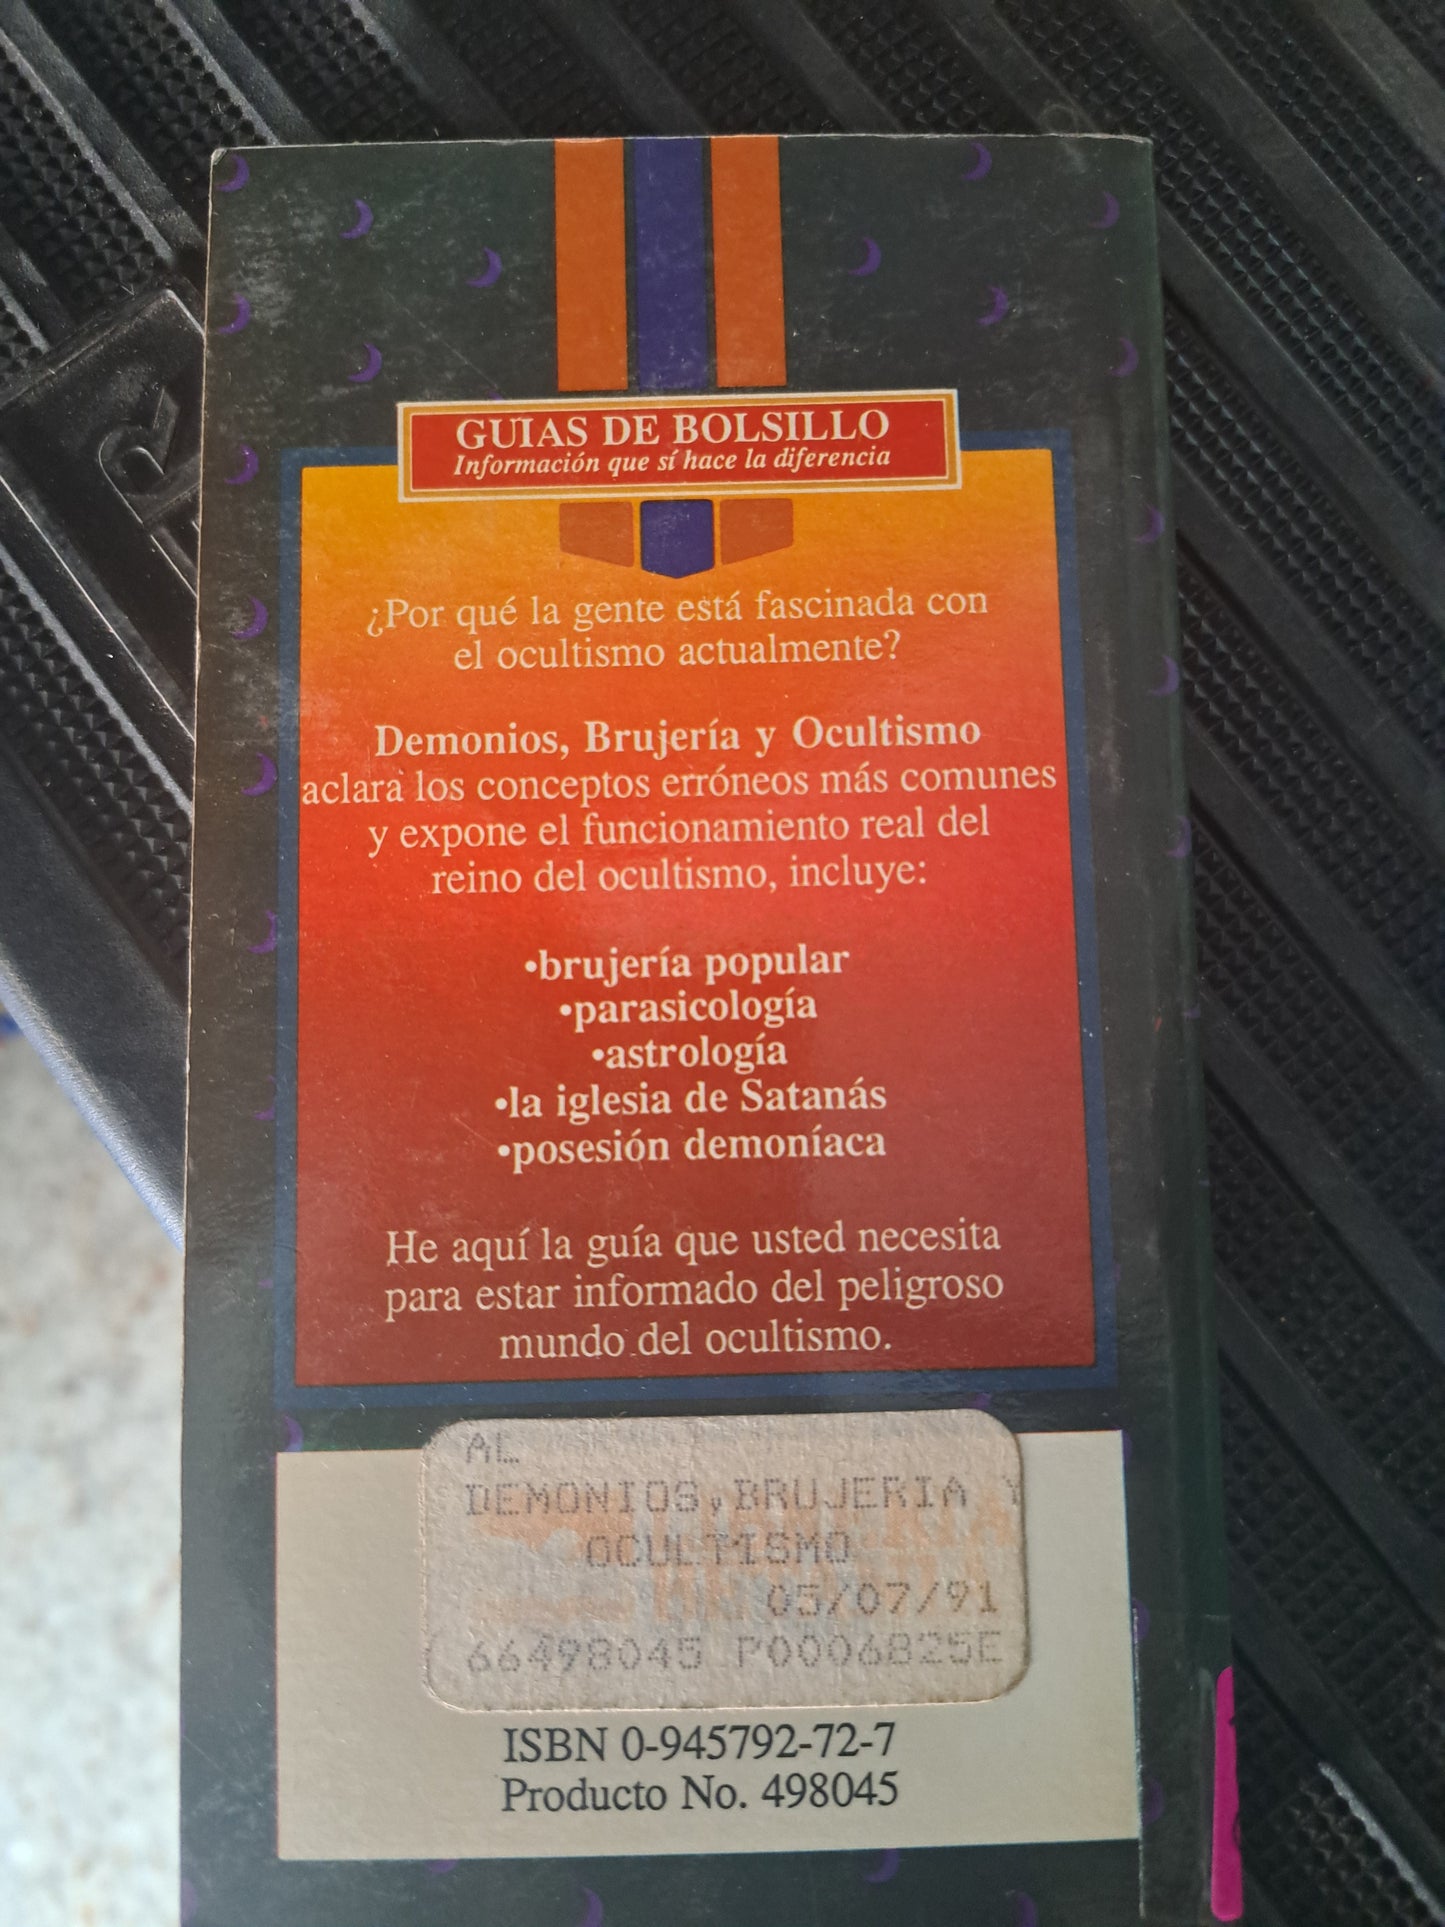 GUÍAS DE BOLSILLO
Información que sí hace la diferencia
¿Por qué la gente está fascinada con
el ocultismo actualmente?
Demonios, Brujería y Ocultismo
aclara los conceptos erróneos más comunes
y expone el funcionamiento real del
reino del ocultismo, incluye:
•brujería popular
•parasicología
•astrología
•la iglesia de Satanás
•posesión demoníaca
He aquí la guía que usted necesita
para estar informado del peligroso
mundo del ocultismo.
AL
DEMONIOS,BRUJERIA Y
OCULTISMO
05/07/91
66498045 P0006825E
ISBN 0-945792-72-7
Producto No. 498045